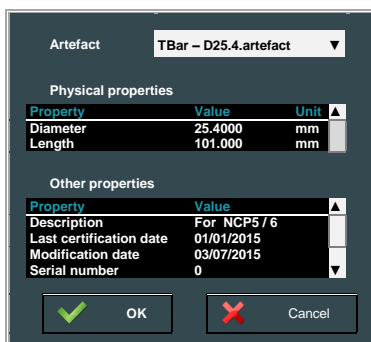 Artefact TBar – D25.4.artefact ▼
Physical properties
Property Value Unit ▲
Diameter 25.4000 mm
Length 101.000 mm
Other properties
Property Value ▲
Description For NCP5 / 6
Last certification date 01/01/2015
Modification date 03/07/2015
Serial number 0 ▼
OK Cancel